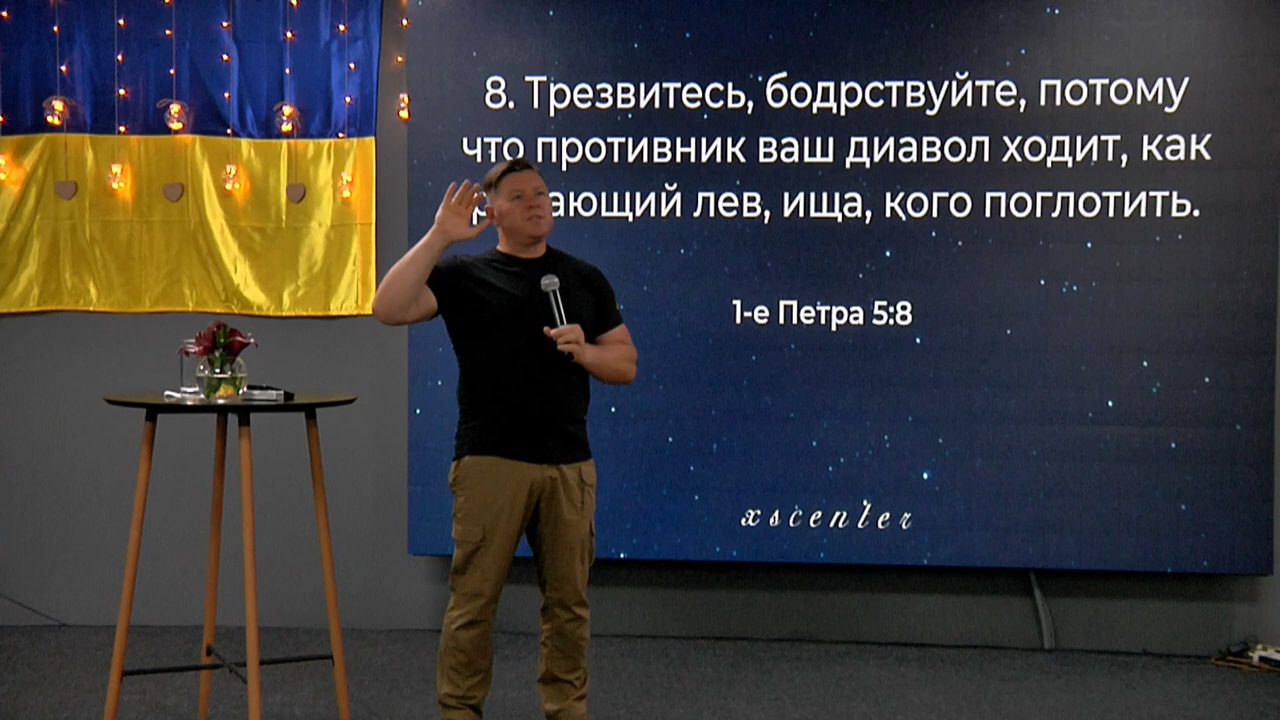 8. Трезвитесь, бодрствуйте, потому
что противник ваш диавол ходит, как
лев, ища, кого поглотить.
1-е Петра 5:8
xscenter